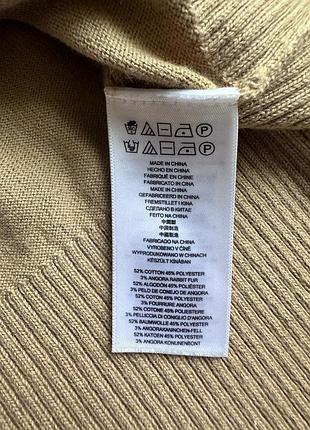 MADE IN CHINA
HECHO EN CHINA
FABRIQUÉ EN CHINE
FABBRICATO IN CINA
MADE IN CHINA
GEFABRICEERD IN CHINA
FREMSTILLET I KINA
СДЕЛАНО В КИТАЕ
FEITO NA CHINA
中国製
中国制造
中國製造
FABRICADO NA CHINA
VYROBENO V ČÍNĚ
WYPRODUKOWANO W CHINACH
KÉSZÜLT KÍNÁBAN
52% COTTON 45% POLYESTER
3% ANGORA RABBIT FUR
52% ALGODÓN 45% POLIÉSTER
3% PELO DE CONEJO DE ANGORA
52% COTON 45% POLYESTER
3% FOURRURE ANGORA
52% COTONE 45% POLYESTER
3% PELLICCIA DI CONIGLIO D'ANGORA
52% BAUMWOLLE 45% POLYESTER
3% ANGORAKANINCHEN-FELL
52% KATOEN 45% POLYESTER
3% ANGORA KONIJNENBONT